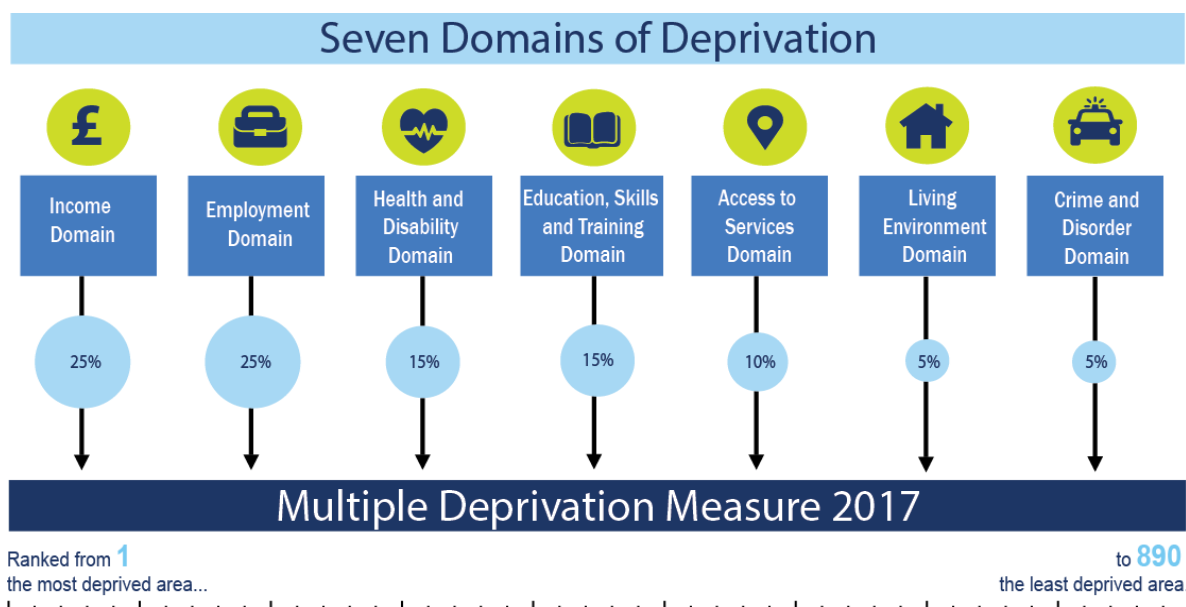 Seven Domains of Deprivation
£
Income
Domain
Employment
Domain
Health and
Disability
Domain
Education, Skills
and Training
Domain
Access to
Services
Domain
Living
Environment
Domain
Crime and
Disorder
Domain
25%
25%
15%
15%
10%
5%
5%
Multiple Deprivation Measure 2017
Ranked from 1
the most deprived area...
to 890
the least deprived area